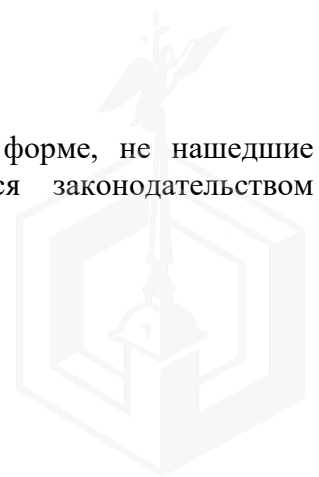 форме, не нашедшие
ся законодательством